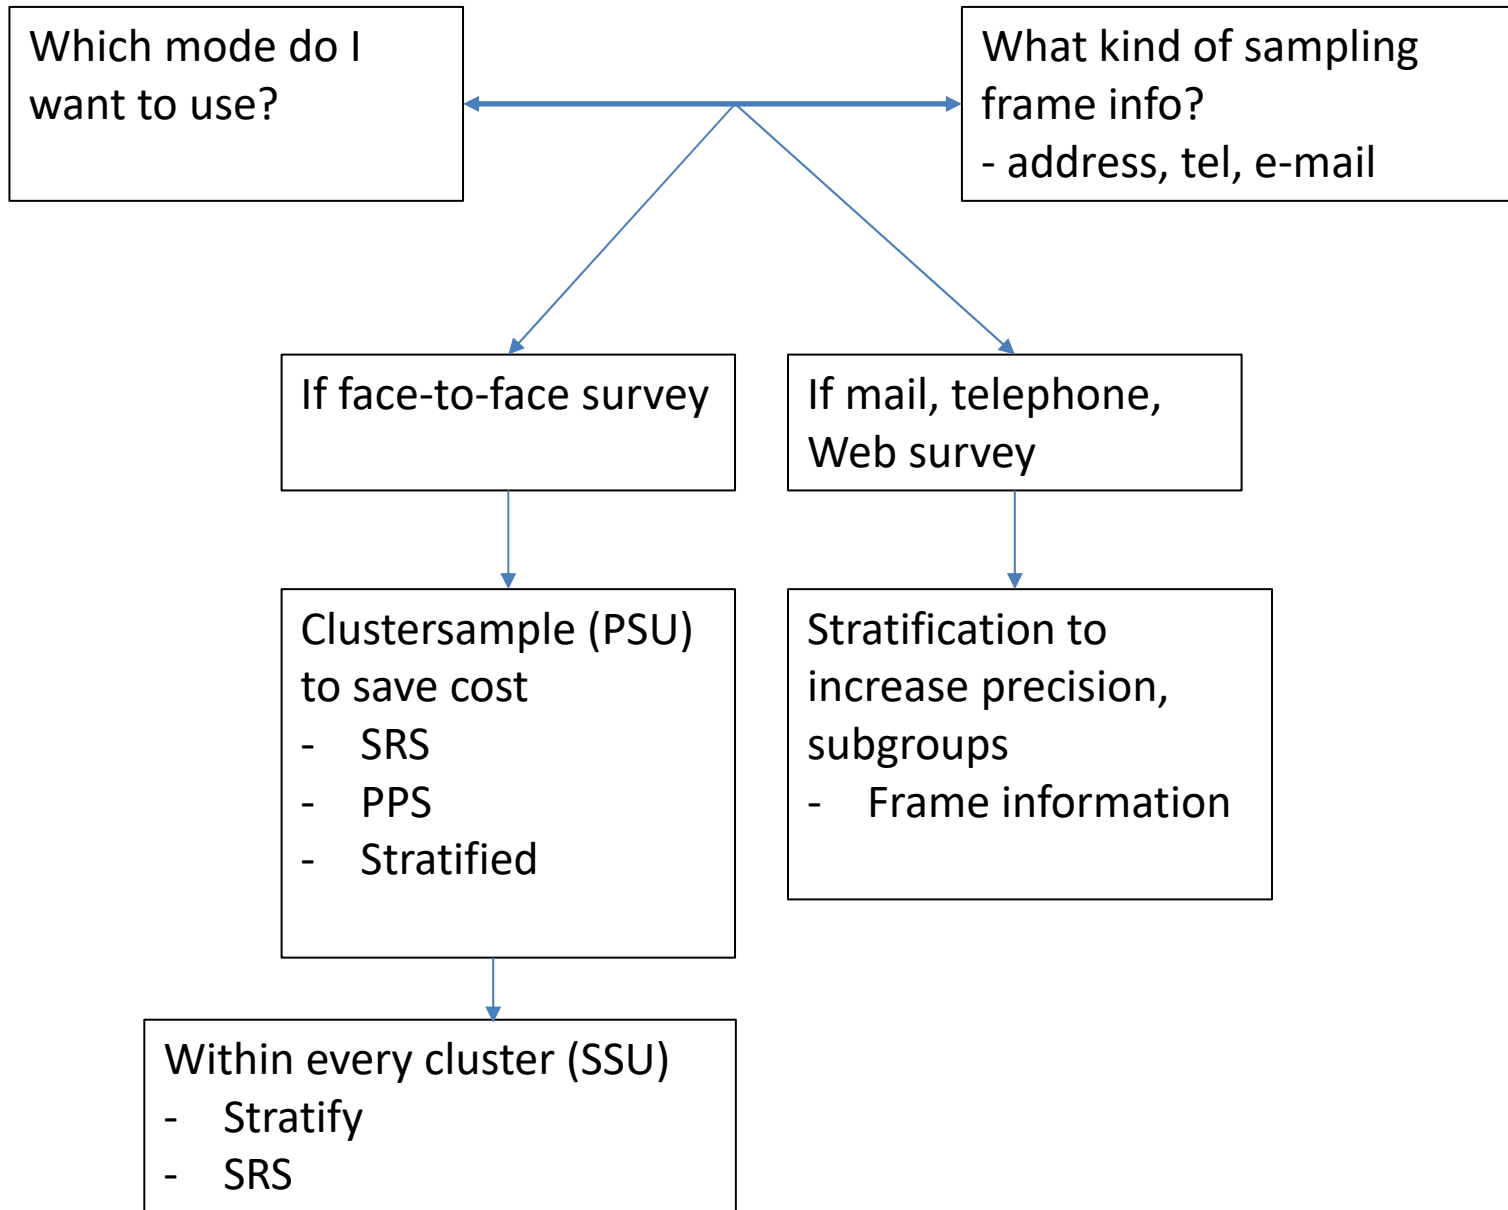 Which mode do I
want to use?
What kind of sampling
frame info?
- address, tel, e-mail
If face-to-face survey
If mail, telephone,
Web survey
Clustersample (PSU)
to save cost
- SRS
- PPS
- Stratified
Stratification to
increase precision,
subgroups
- Frame information
Within every cluster (SSU)
- Stratify
- SRS